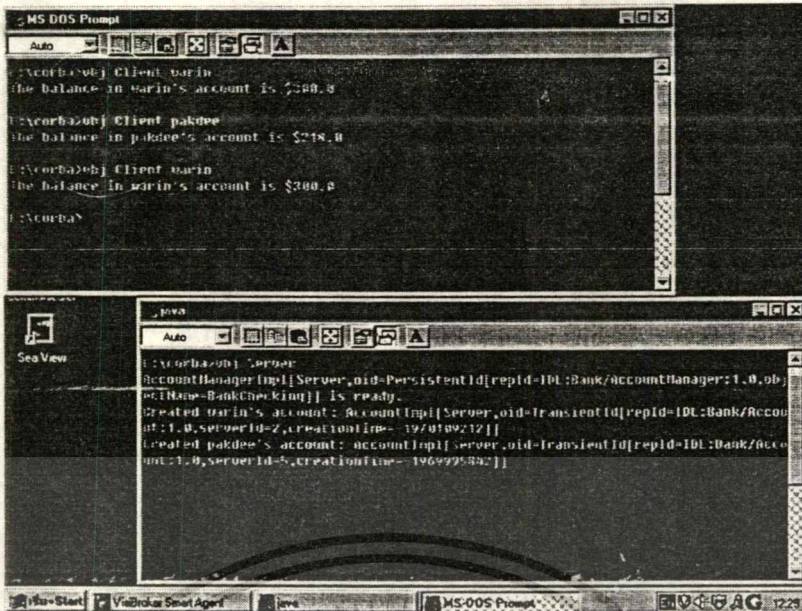 MS DOS Prompt
Auto
A
E:\corba>vbj Client warin
The balance in warin's account is $300.0
E:\corba>vbj Client pakdee
The balance in pakdee's account is $218.0
E:\corba>vbj Client warin
The balance in warin's account is $300.0
E:\corba>
Sea View
java
Auto
A
E:\corba>vbj Server
AccountManagerImpl[Server,oid=PersistentId[repId=IDL:Bank/AccountManager:1.0,obj
ectName=BankChecking]] is ready.
Created warin's account: AccountImpl[Server,oid=TransientId[repId=IDL:Bank/Accou
nt:1.0,serverId=2,creationTime=-1970109212]]
Created pakdee's account: AccountImpl[Server,oid=TransientId[repId=IDL:Bank/Acco
unt:1.0,serverId=5,creationTime=-1969995842]]
Start
VisiBroker Smart Agent
java
MS-DOS Prompt
12:29